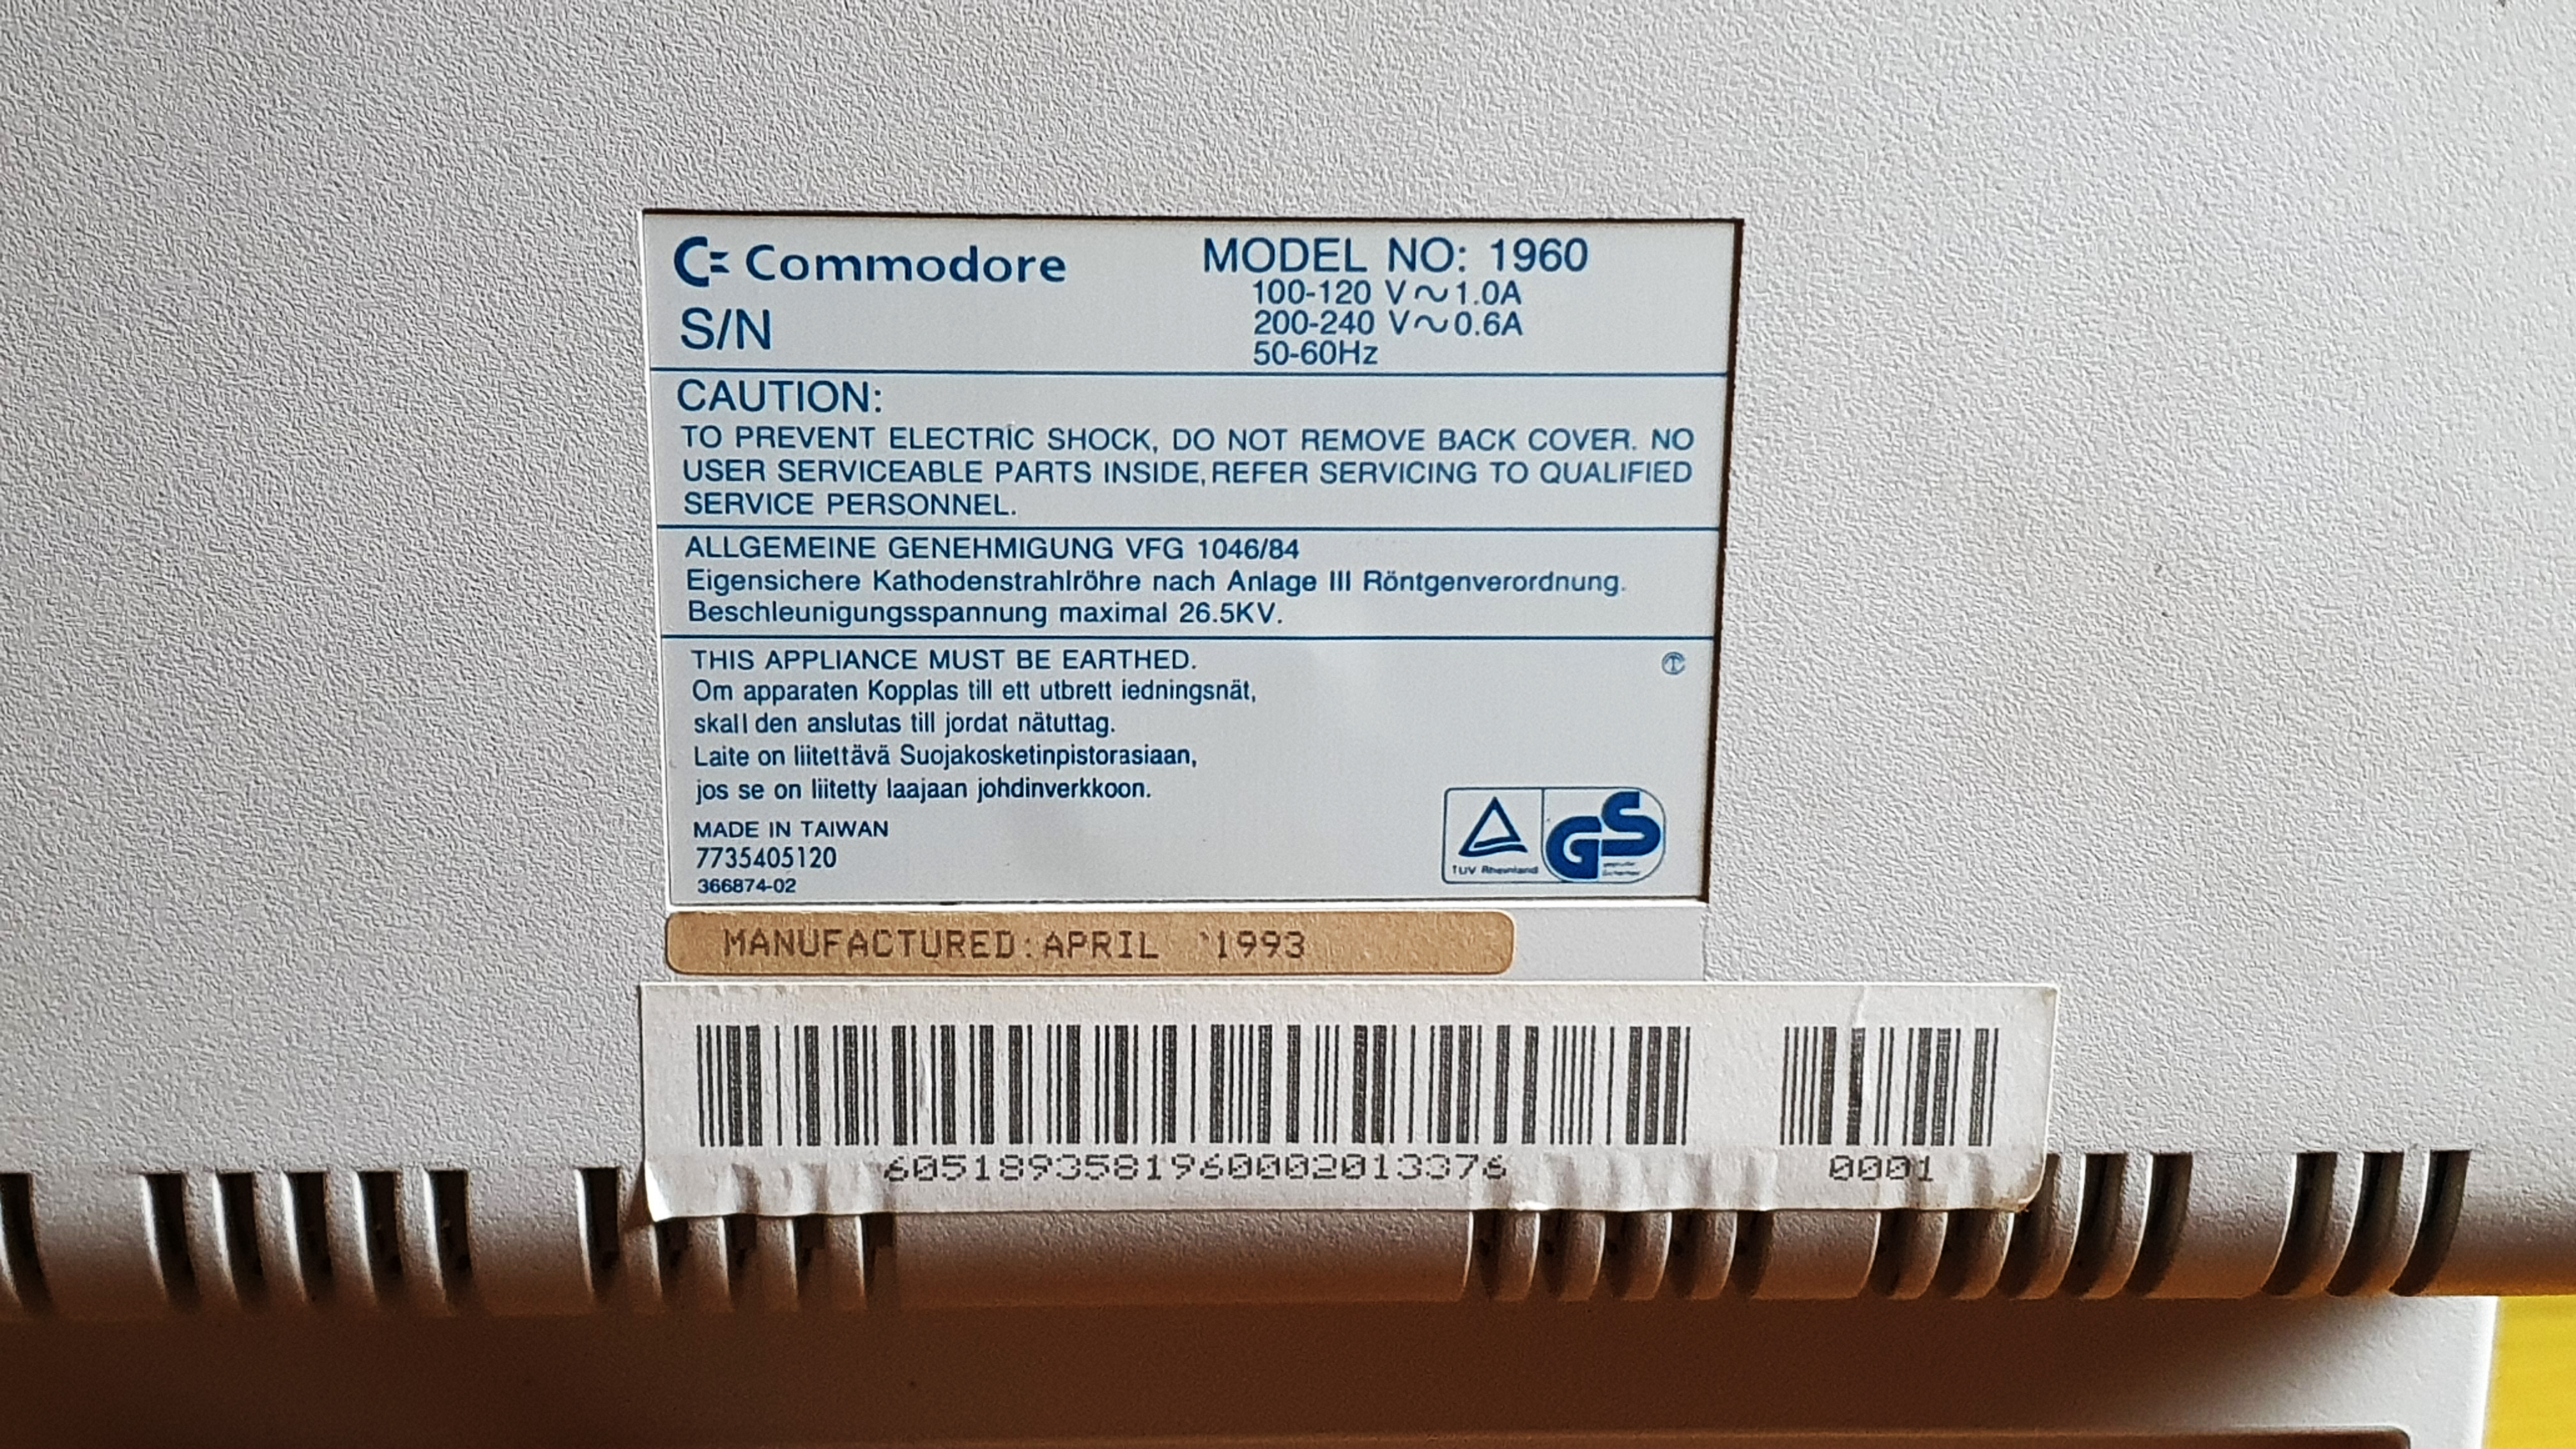 Commodore
MODEL NO: 1960
100-120 V~1.0A
200-240 V~0.6A
50-60Hz
S/N
CAUTION:
TO PREVENT ELECTRIC SHOCK, DO NOT REMOVE BACK COVER. NO
USER SERVICEABLE PARTS INSIDE, REFER SERVICING TO QUALIFIED
SERVICE PERSONNEL.
ALLGEMEINE GENEHMIGUNG VFG 1046/84
Eigensichere Kathodenstrahlröhre nach Anlage III Röntgenverordnung.
Beschleunigungsspannung maximal 26.5KV.
THIS APPLIANCE MUST BE EARTHED.
Om apparaten Kopplas till ett utbrett iedningsnät,
skall den anslutas till jordat nätuttag.
Laite on liitettävä Suojakosketinpistorasiaan,
jos se on liitetty laajaan johdinverkkoon.
MADE IN TAIWAN
7735405120
366874-02
TUV Rheinland
GS
MANUFACTURED:APRIL '1993
6051893581960002013376
0001